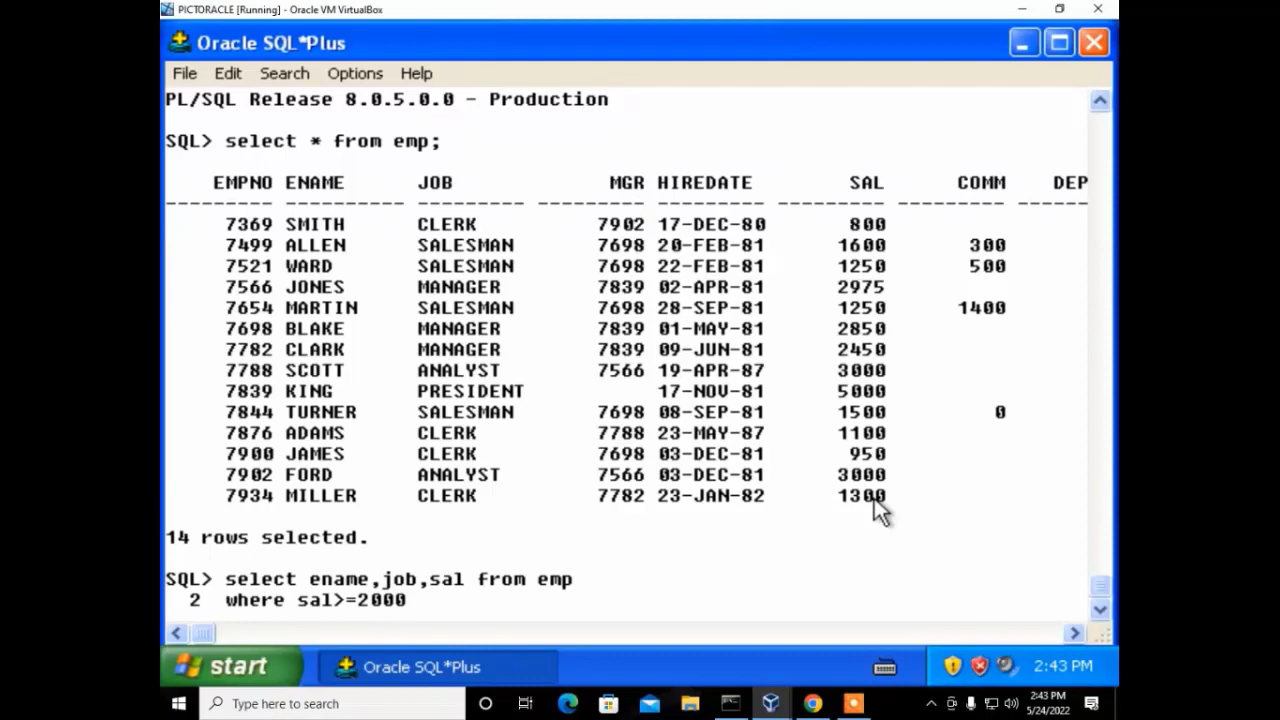 PICTORACLE [Running] - Oracle VM VirtualBox
Oracle SQL*Plus
File Edit Search Options Help
PL/SQL Release 8.0.5.0.0 - Production
SQL> select * from emp;
EMPNO ENAME JOB MGR HIREDATE SAL COMM DEP
--------- ---------- --------- --------- --------- --------- --------- ------
7369 SMITH CLERK 7902 17-DEC-80 800
7499 ALLEN SALESMAN 7698 20-FEB-81 1600 300
7521 WARD SALESMAN 7698 22-FEB-81 1250 500
7566 JONES MANAGER 7839 02-APR-81 2975
7654 MARTIN SALESMAN 7698 28-SEP-81 1250 1400
7698 BLAKE MANAGER 7839 01-MAY-81 2850
7782 CLARK MANAGER 7839 09-JUN-81 2450
7788 SCOTT ANALYST 7566 19-APR-87 3000
7839 KING PRESIDENT 17-NOV-81 5000
7844 TURNER SALESMAN 7698 08-SEP-81 1500 0
7876 ADAMS CLERK 7788 23-MAY-87 1100
7900 JAMES CLERK 7698 03-DEC-81 950
7902 FORD ANALYST 7566 03-DEC-81 3000
7934 MILLER CLERK 7782 23-JAN-82 1300
14 rows selected.
SQL> select ename,job,sal from emp
2 where sal>=2000
start Oracle SQL*Plus 2:43 PM
Type here to search
2:43 PM
5/24/2022